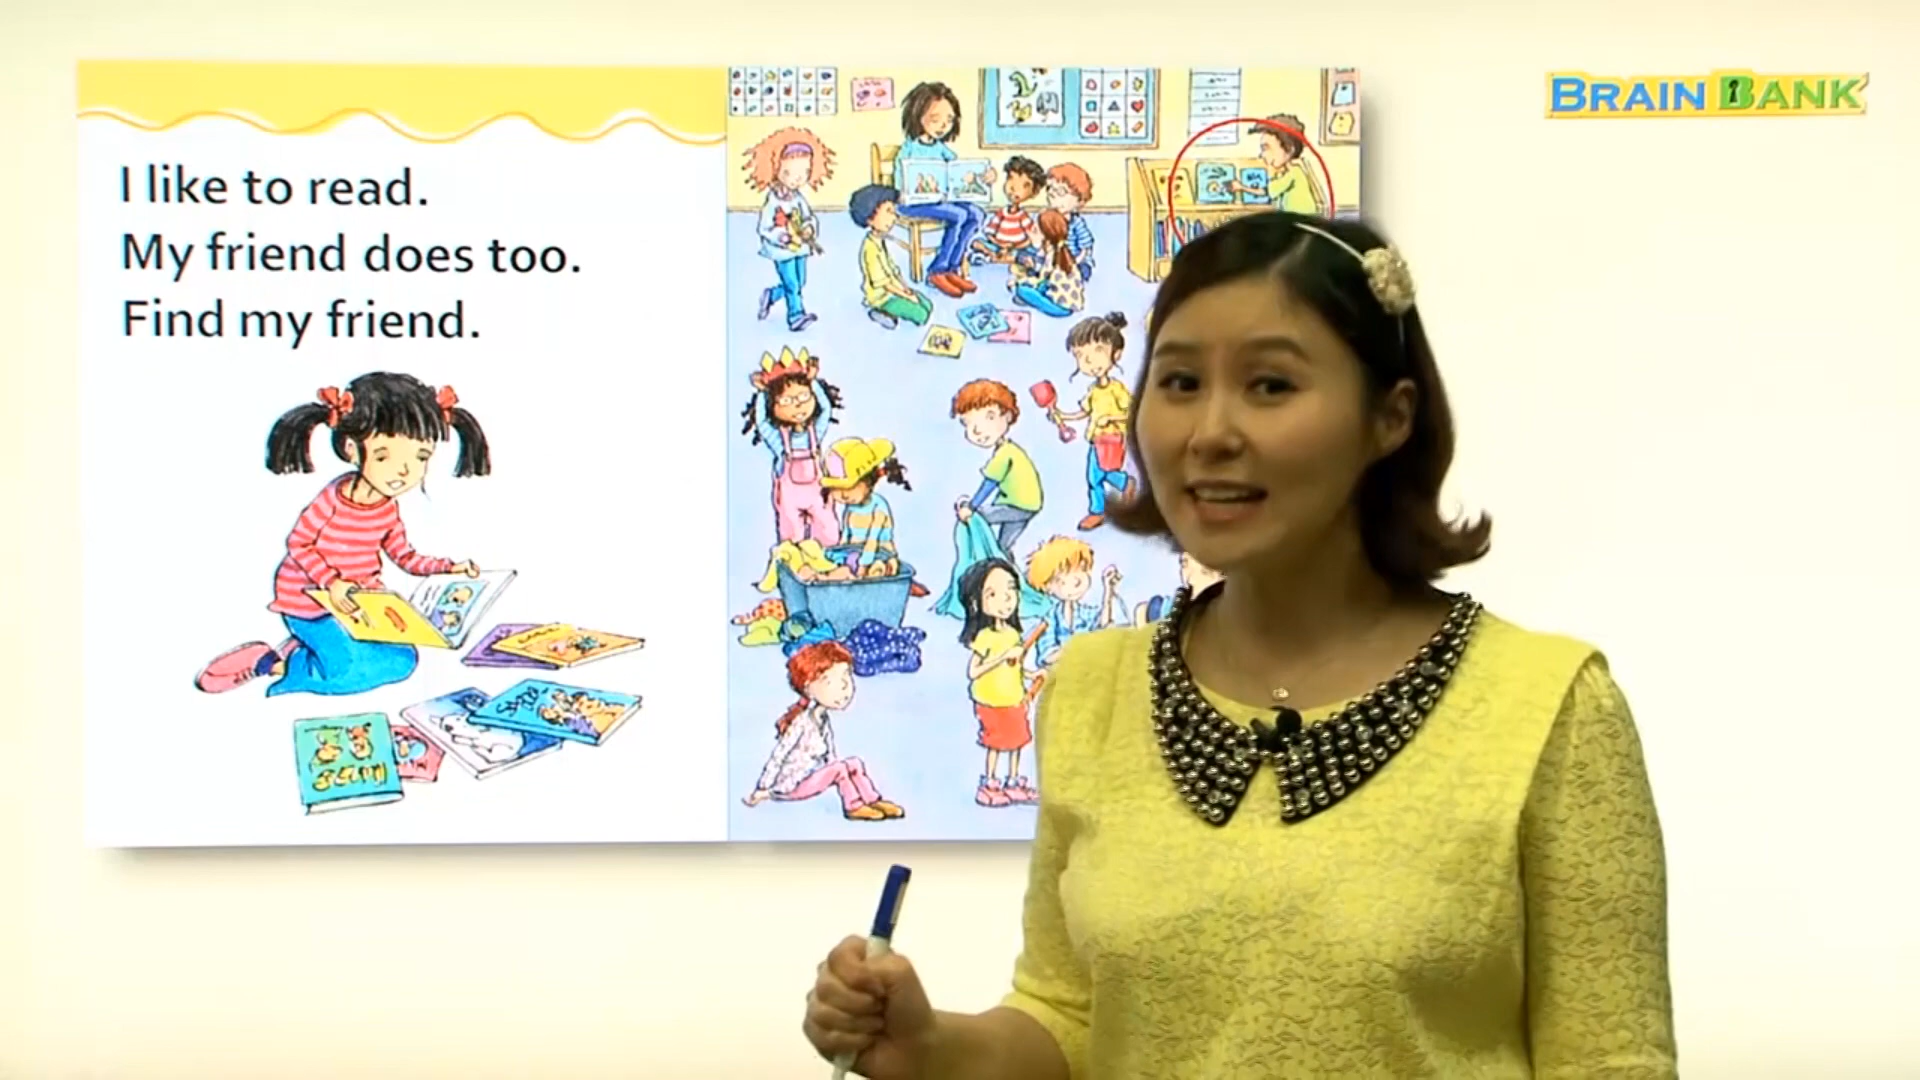 I like to read.
My friend does too.
Find my friend.
BRAIN BANK